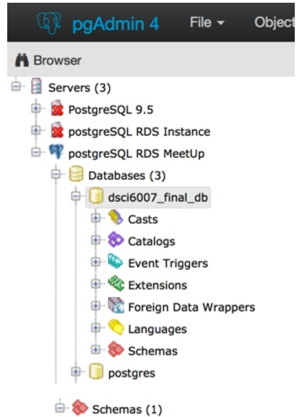 pgAdmin 4 File Object
Browser
Servers (3)
PostgreSQL 9.5
postgreSQL RDS Instance
postgreSQL RDS MeetUp
Databases (3)
dsci6007_final_db
Casts
Catalogs
Event Triggers
Extensions
Foreign Data Wrappers
Languages
Schemas
postgres
Schemas (1)